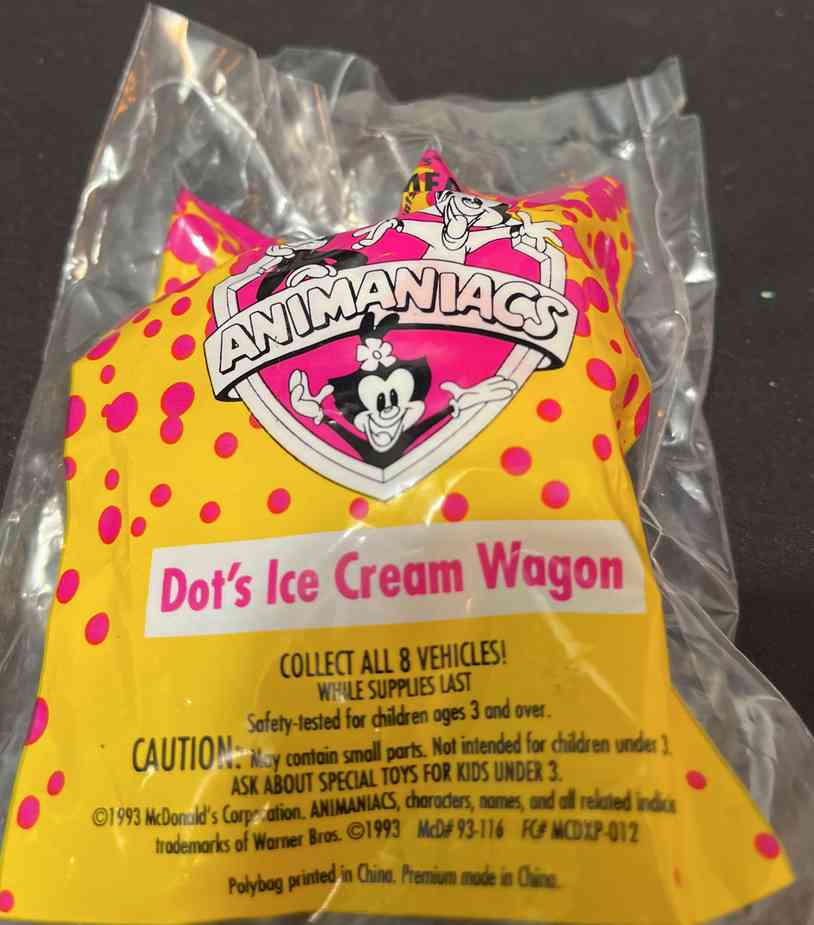 ANIMANIACS
Dot's Ice Cream Wagon
COLLECT ALL 8 VEHICLES!
WHILE SUPPLIES LAST
Safety-tested for children ages 3 and over.
CAUTION: May contain small parts. Not intended for children under 3.
ASK ABOUT SPECIAL TOYS FOR KIDS UNDER 3.
©1993 McDonald's Corporation. ANIMANIACS, characters, names, and all related indicia
trademarks of Warner Bros. ©1993 McD# 93-116 FC# MCDXP-012
Polybag printed in China. Premium made in China.